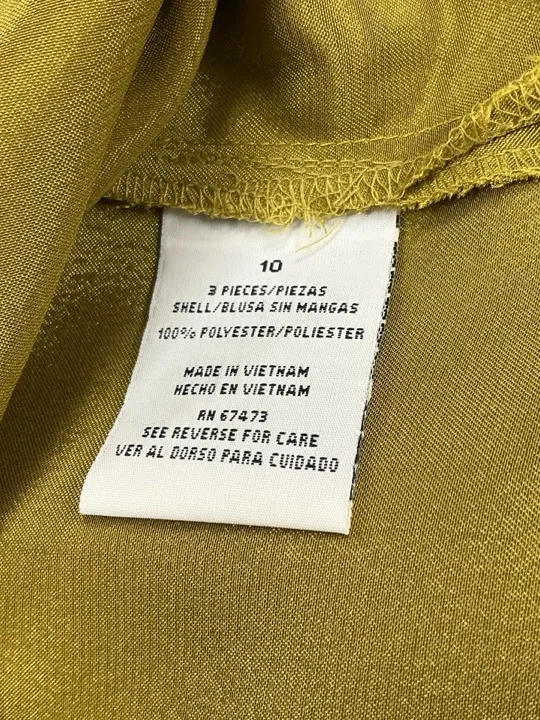 10
3 PIECES/PIEZAS
SHELL/BLUSA SIN MANGAS
100% POLYESTER/POLIESTER
MADE IN VIETNAM
HECHO EN VIETNAM
RN 67473
SEE REVERSE FOR CARE
VER AL DORSO PARA CUIDADO